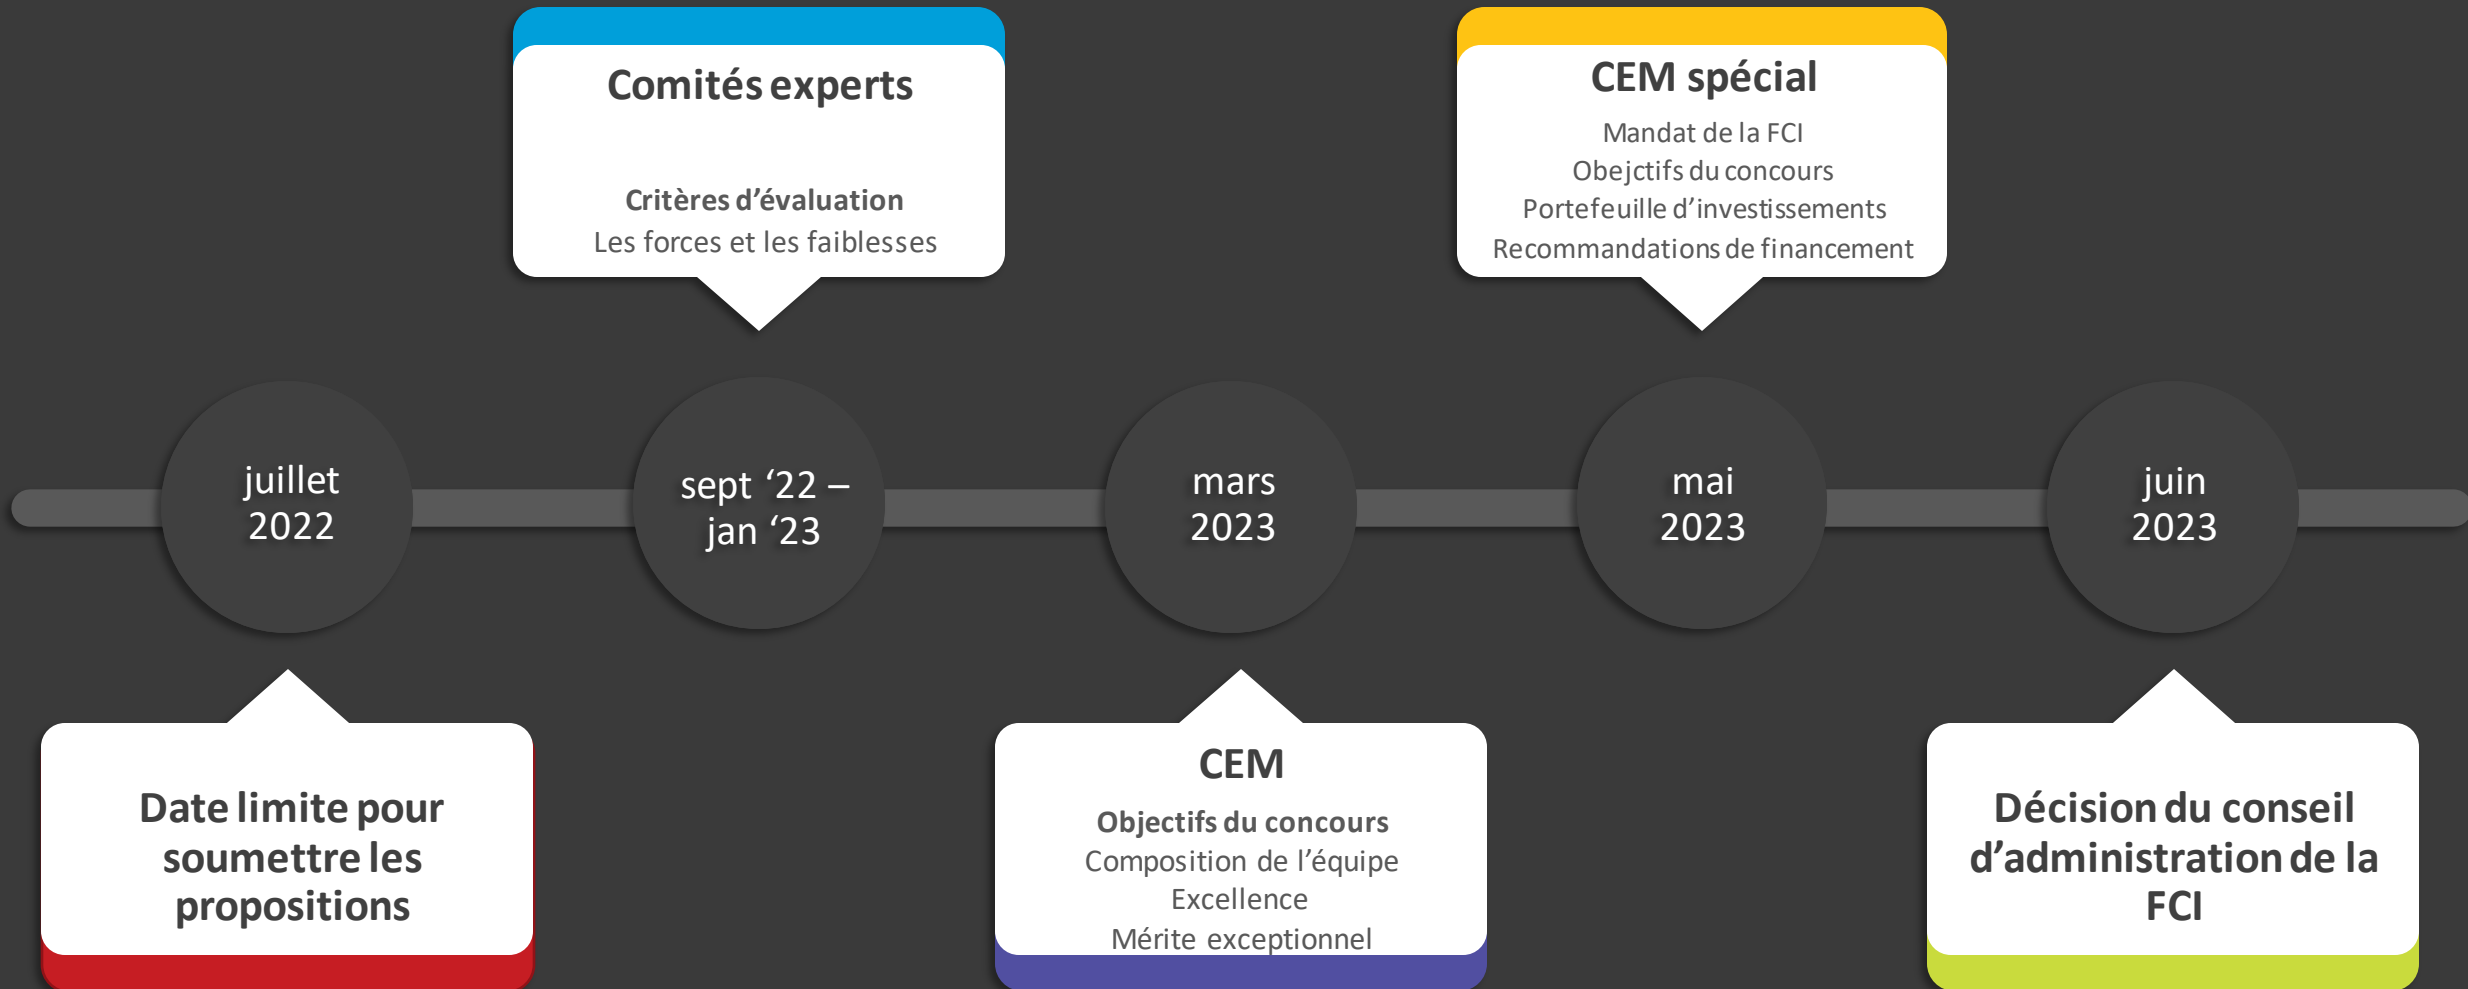 Comités experts
Critères d’évaluation
Les forces et les faiblesses
CEM spécial
Mandat de la FCI
Obejctifs du concours
Portefeuille d’investissements
Recommandations de financement
juillet
2022
sept ‘22 –
jan ‘23
mars
2023
mai
2023
juin
2023
Date limite pour
soumettre les
propositions
CEM
Objectifs du concours
Composition de l’équipe
Excellence
Mérite exceptionnel
Décision du conseil
d’administration de la
FCI